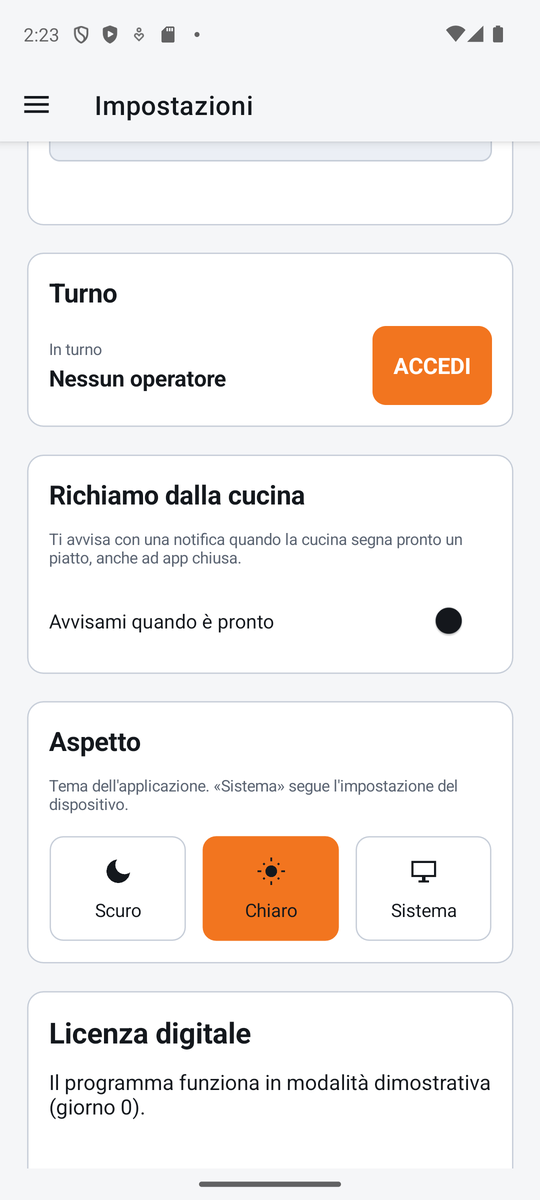 2:23
Impostazioni
Turno
In turno
Nessun operatore
ACCEDI
Richiamo dalla cucina
Ti avvisa con una notifica quando la cucina segna pronto un
piatto, anche ad app chiusa.
Avvisami quando è pronto
Aspetto
Tema dell'applicazione. «Sistema» segue l'impostazione del
dispositivo.
Scuro
Chiaro
Sistema
Licenza digitale
Il programma funziona in modalità dimostrativa
(giorno 0).